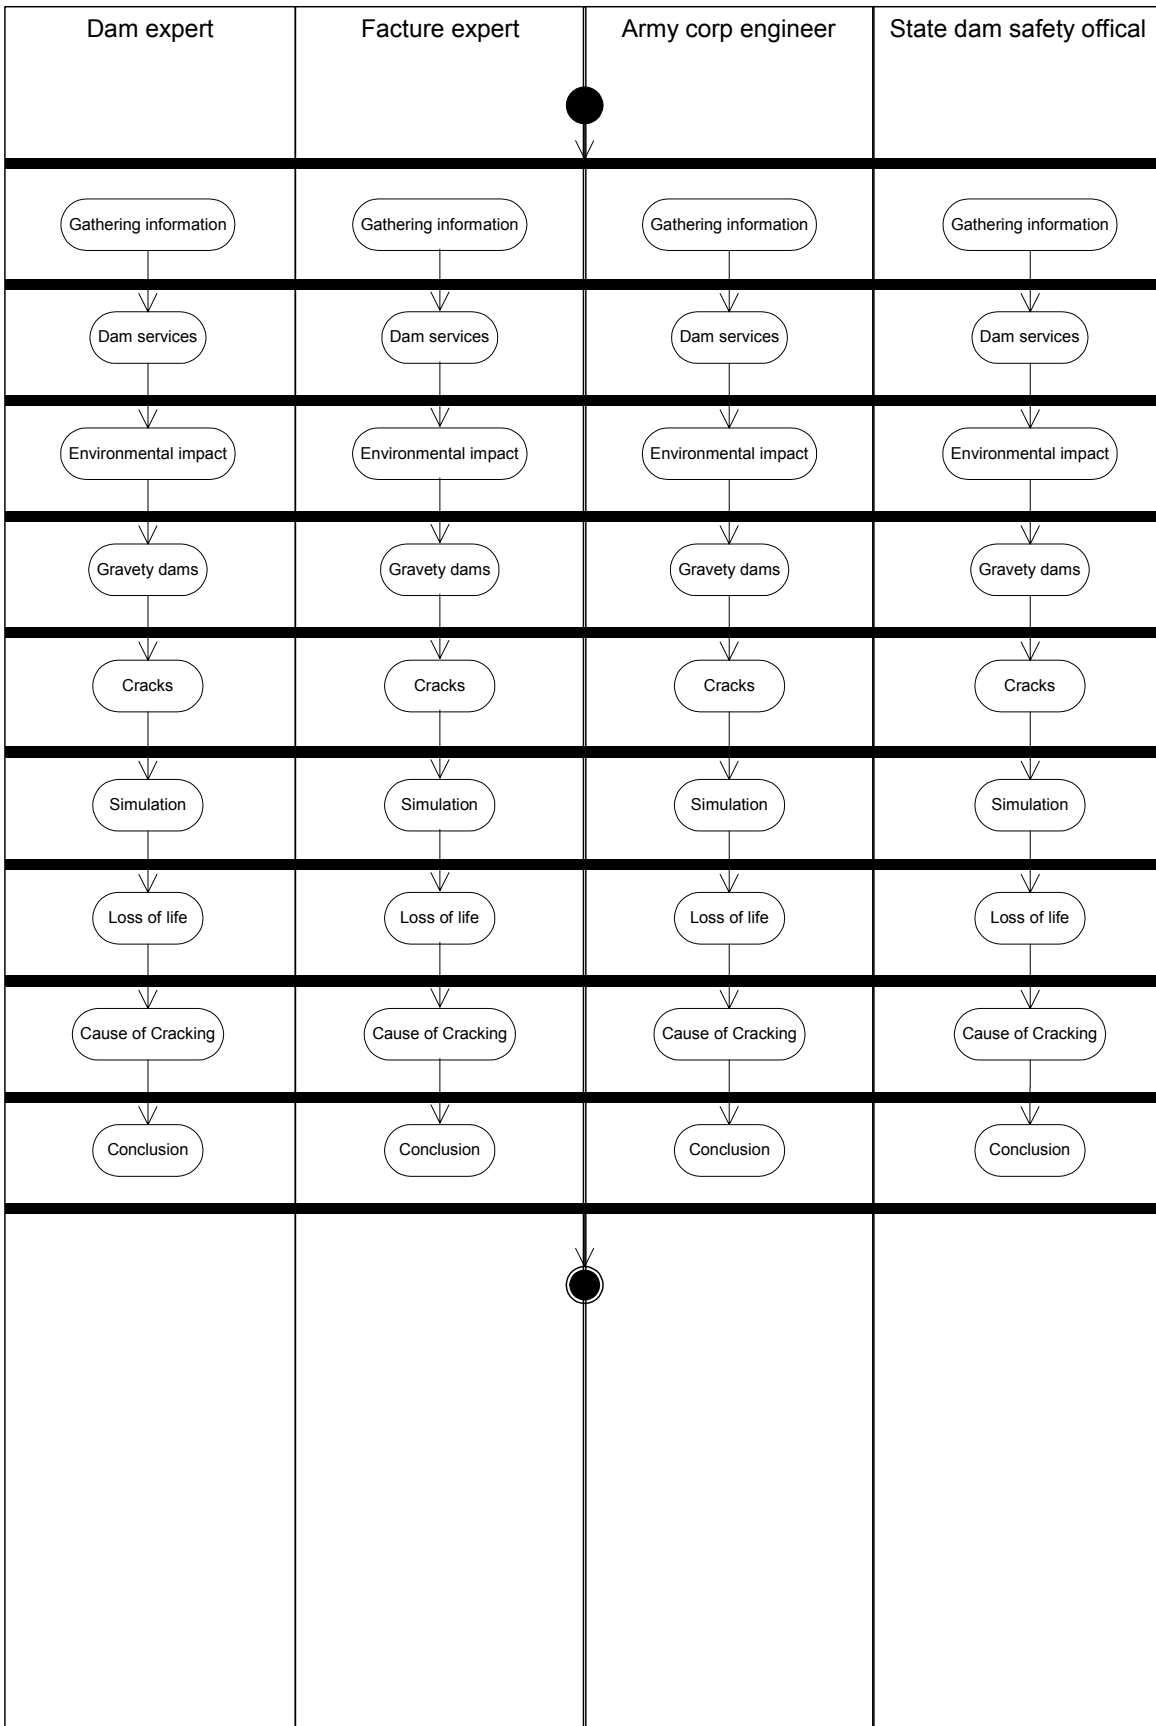 Dam expert
Facture expert
Army corp engineer
State dam safety offical
Gathering information
Gathering information
Gathering information
Gathering information
Dam services
Dam services
Dam services
Dam services
Environmental impact
Environmental impact
Environmental impact
Environmental impact
Gravety dams
Gravety dams
Gravety dams
Gravety dams
Cracks
Cracks
Cracks
Cracks
Simulation
Simulation
Simulation
Simulation
Loss of life
Loss of life
Loss of life
Loss of life
Cause of Cracking
Cause of Cracking
Cause of Cracking
Cause of Cracking
Conclusion
Conclusion
Conclusion
Conclusion